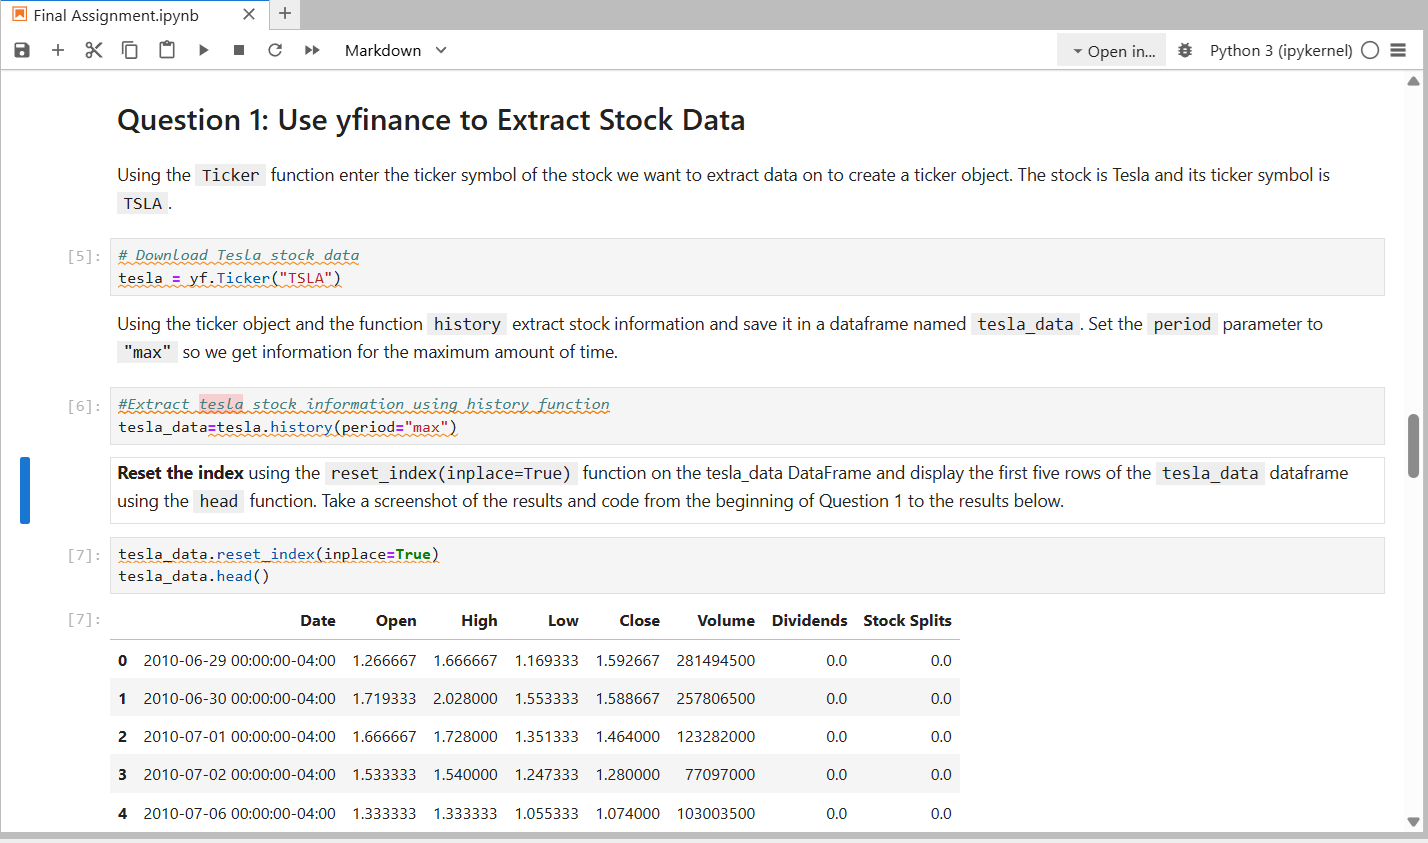 Final Assignment.ipynb
Markdown
Open in...
Python 3 (ipykernel)
Question 1: Use yfinance to Extract Stock Data
Using the Ticker function enter the ticker symbol of the stock we want to extract data on to create a ticker object. The stock is Tesla and its ticker symbol is
TSLA .
[5]:
# Download Tesla stock data
tesla = yf.Ticker("TSLA")
Using the ticker object and the function history extract stock information and save it in a dataframe named tesla_data . Set the period parameter to
"max" so we get information for the maximum amount of time.
[6]:
#Extract tesla stock information using history function
tesla_data=tesla.history(period="max")
Reset the index using the reset_index(inplace=True) function on the tesla_data DataFrame and display the first five rows of the tesla_data dataframe
using the head function. Take a screenshot of the results and code from the beginning of Question 1 to the results below.
[7]:
tesla_data.reset_index(inplace=True)
tesla_data.head()
[7]:
Date Open High Low Close Volume Dividends Stock Splits
0 2010-06-29 00:00:00-04:00 1.266667 1.666667 1.169333 1.592667 281494500 0.0 0.0
1 2010-06-30 00:00:00-04:00 1.719333 2.028000 1.553333 1.588667 257806500 0.0 0.0
2 2010-07-01 00:00:00-04:00 1.666667 1.728000 1.351333 1.464000 123282000 0.0 0.0
3 2010-07-02 00:00:00-04:00 1.533333 1.540000 1.247333 1.280000 77097000 0.0 0.0
4 2010-07-06 00:00:00-04:00 1.333333 1.333333 1.055333 1.074000 103003500 0.0 0.0